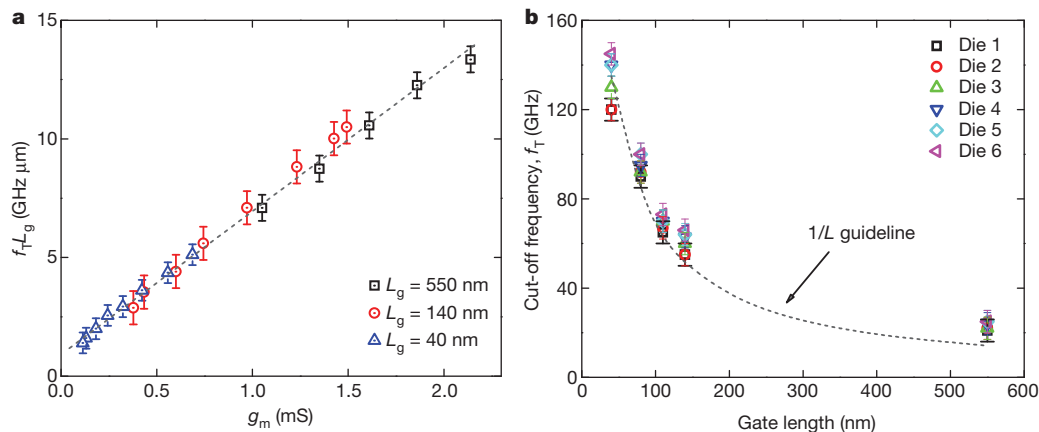 a
15
10
5
0
0.0
0.5
1.0
1.5
2.0
f_T L_g (GHz μm)
g_m (mS)
L_g = 550 nm
L_g = 140 nm
L_g = 40 nm
b
160
120
80
40
0
0
100
200
300
400
500
600
Cut-off frequency, f_T (GHz)
Gate length (nm)
Die 1
Die 2
Die 3
Die 4
Die 5
Die 6
1/L guideline